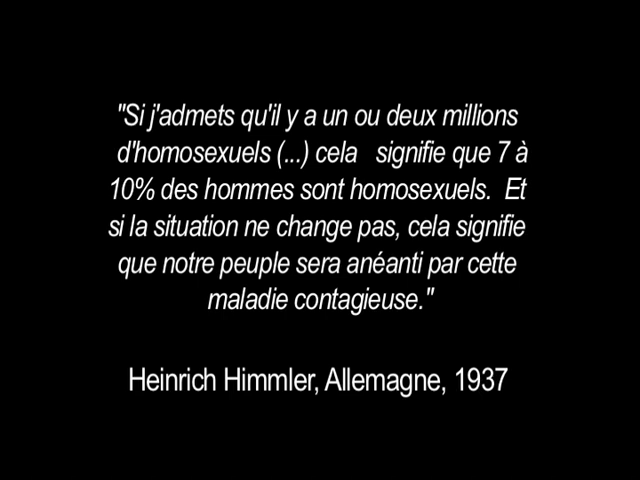 "Si j'admets qu'il y a un ou deux millions
d'homosexuels (...) cela signifie que 7 à
10% des hommes sont homosexuels. Et
si la situation ne change pas, cela signifie
que notre peuple sera anéanti par cette
maladie contagieuse."
Heinrich Himmler, Allemagne, 1937